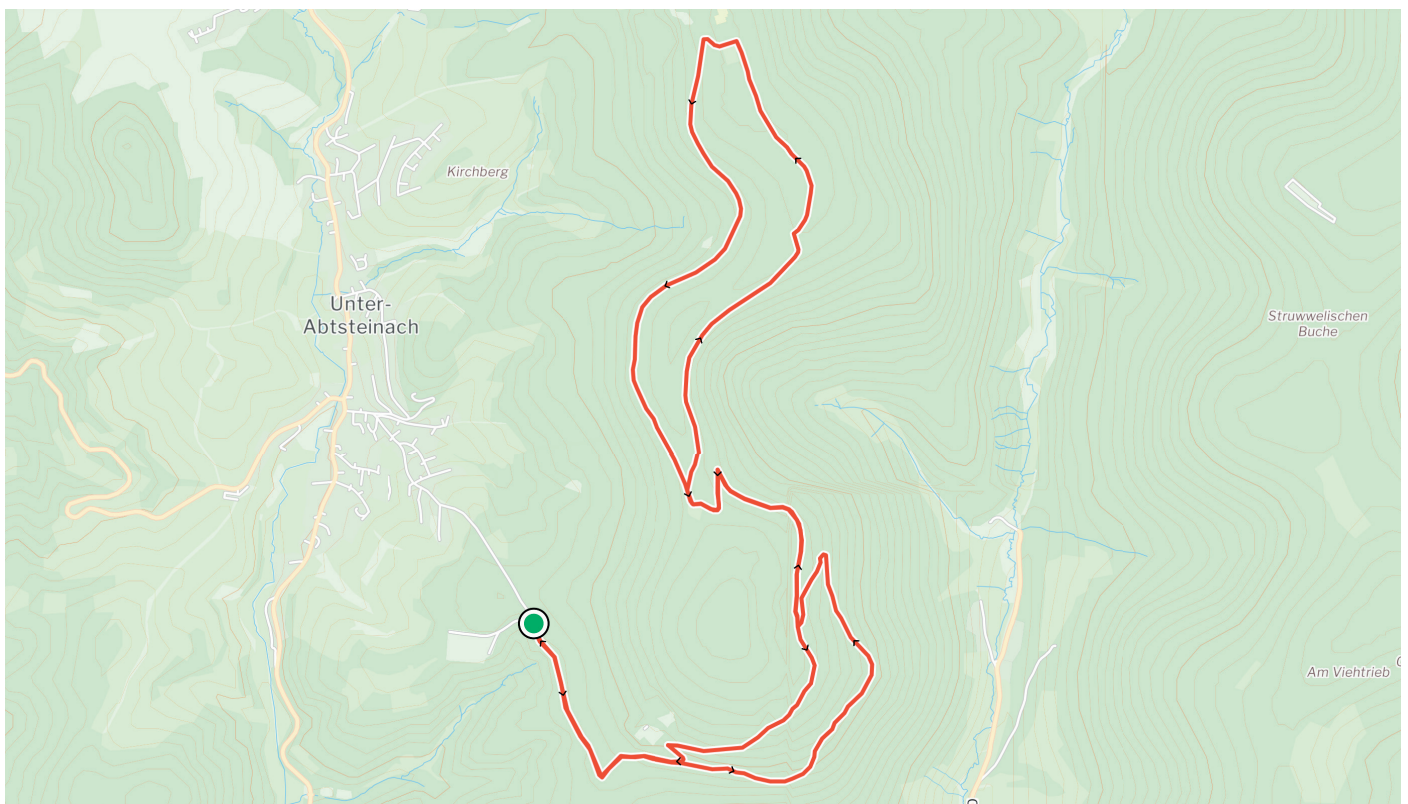 Kirchberg
Unter-
Abtsteinach
Struwwelischen
Buche
Am Viehtrieb